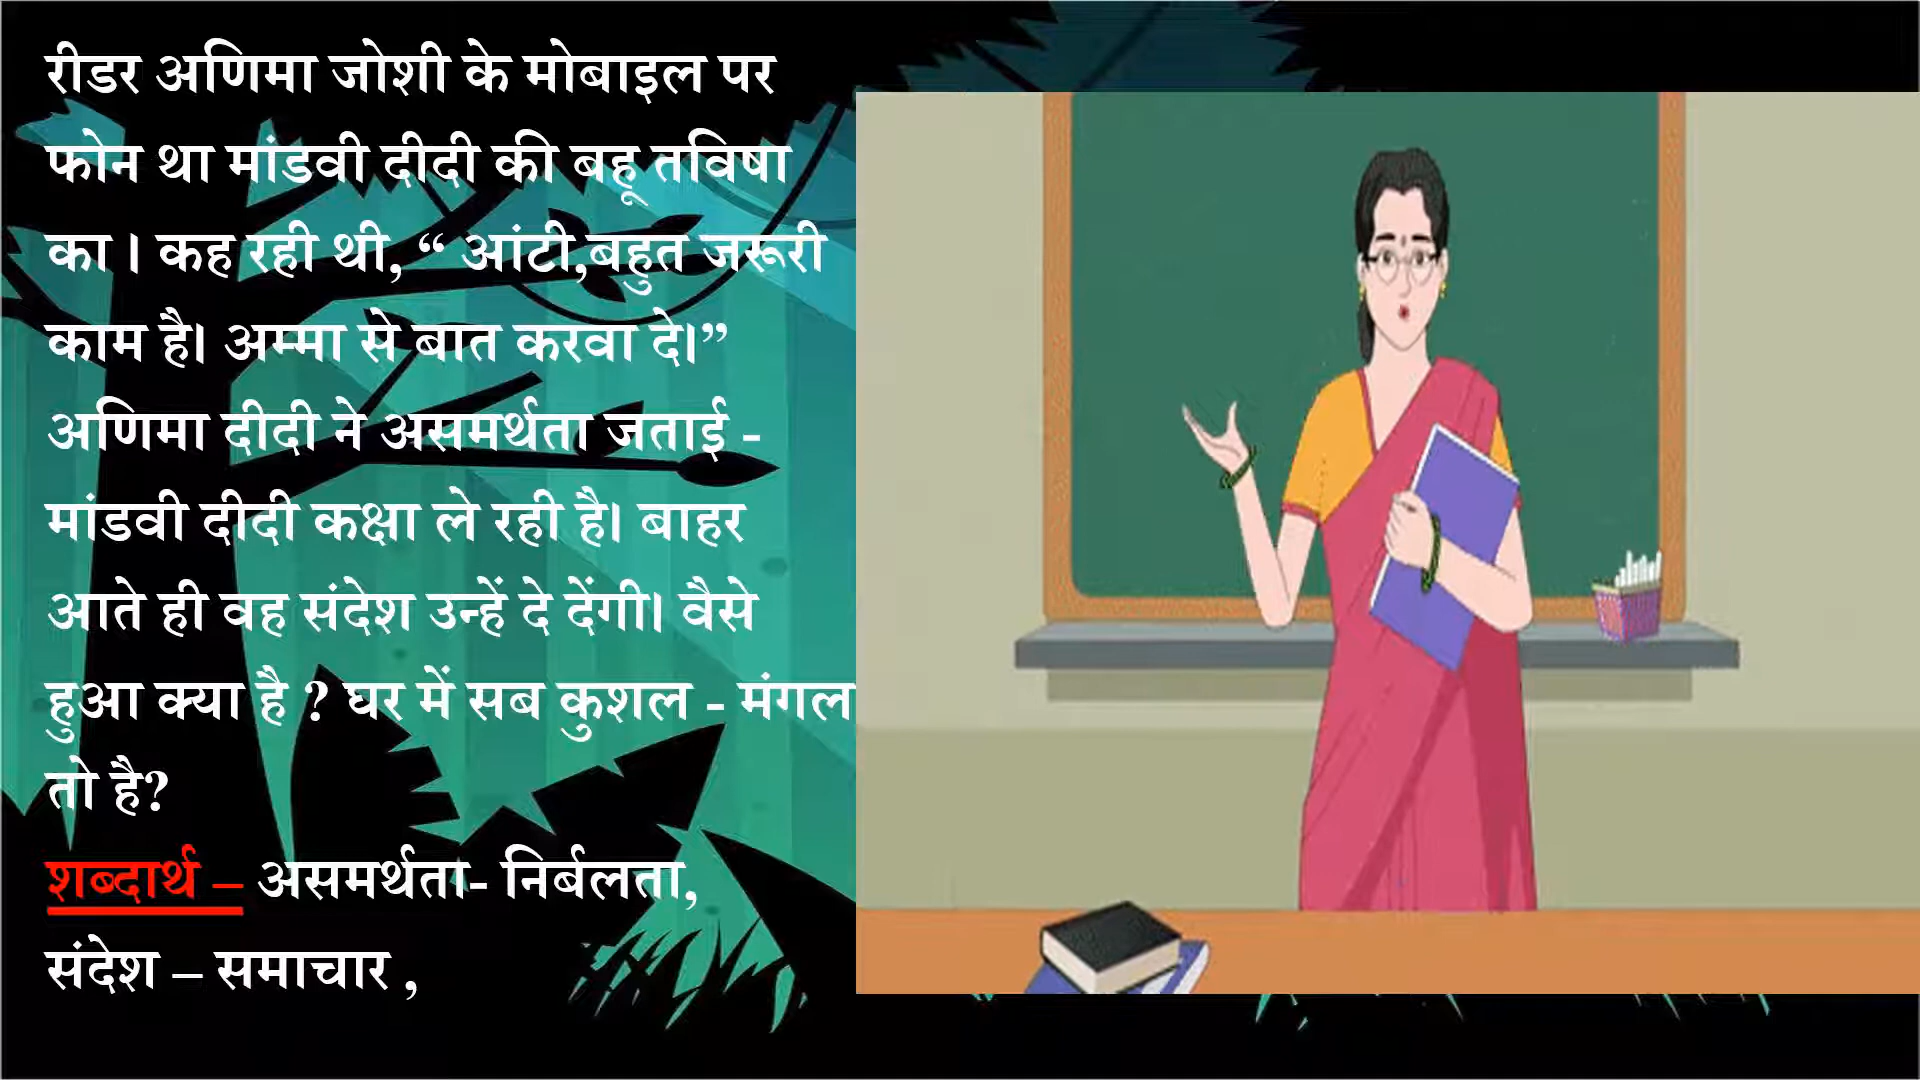 रीडर अणिमा जोशी के मोबाइल पर
फोन था मांडवी दीदी की बहू तविषा
का । कह रही थी, “ आंटी,बहुत जरूरी
काम है। अम्मा से बात करवा दे।”
अणिमा दीदी ने असमर्थता जताई -
मांडवी दीदी कक्षा ले रही है। बाहर
आते ही वह संदेश उन्हें दे देंगी। वैसे
हुआ क्या है ? घर में सब कुशल - मंगल
तो है?
शब्दार्थ – असमर्थता- निर्बलता,
संदेश – समाचार ,